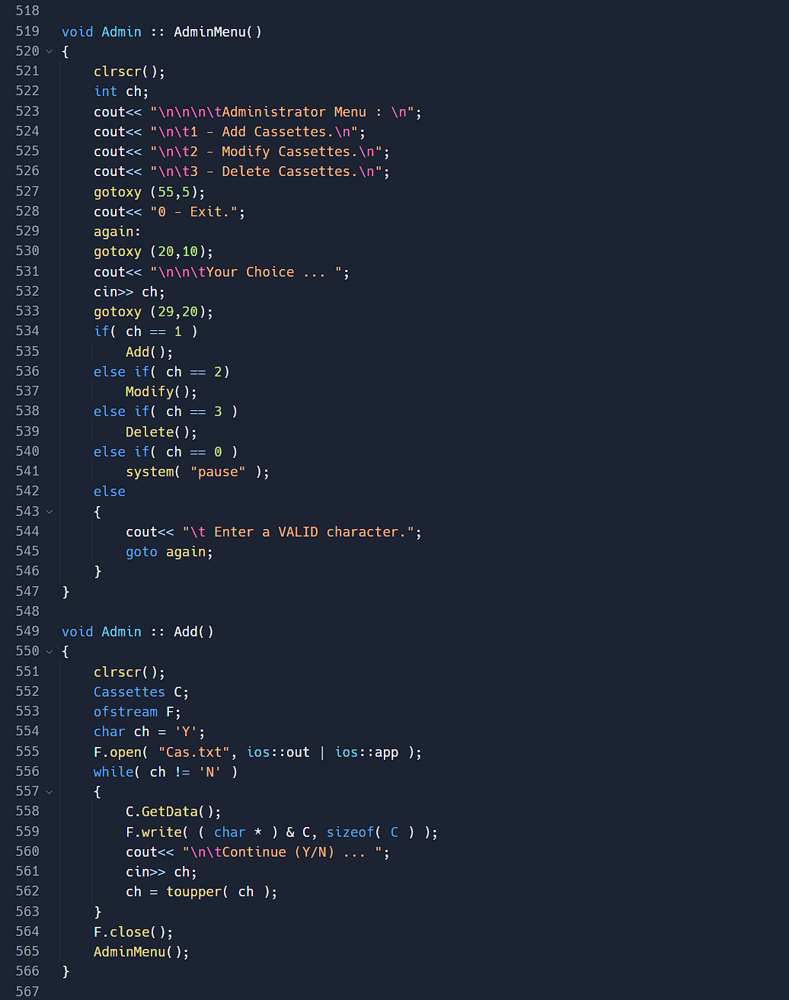 518
519 void Admin :: AdminMenu()
520 {
521     clrscr();
522     int ch;
523     cout<< "\n\n\n\tAdministrator Menu : \n";
524     cout<< "\n\t1 - Add Cassettes.\n";
525     cout<< "\n\t2 - Modify Cassettes.\n";
526     cout<< "\n\t3 - Delete Cassettes.\n";
527     gotoxy (55,5);
528     cout<< "0 - Exit.";
529     again:
530     gotoxy (20,10);
531     cout<< "\n\n\tYour Choice ... ";
532     cin>> ch;
533     gotoxy (29,20);
534     if( ch == 1 )
535         Add();
536     else if( ch == 2)
537         Modify();
538     else if( ch == 3 )
539         Delete();
540     else if( ch == 0 )
541         system( "pause" );
542     else
543     {
544         cout<< "\t Enter a VALID character.";
545         goto again;
546     }
547 }
548
549 void Admin :: Add()
550 {
551     clrscr();
552     Cassettes C;
553     ofstream F;
554     char ch = 'Y';
555     F.open( "Cas.txt", ios::out | ios::app );
556     while( ch != 'N' )
557     {
558         C.GetData();
559         F.write( ( char * ) & C, sizeof( C ) );
560         cout<< "\n\tContinue (Y/N) ... ";
561         cin>> ch;
562         ch = toupper( ch );
563     }
564     F.close();
565     AdminMenu();
566 }
567